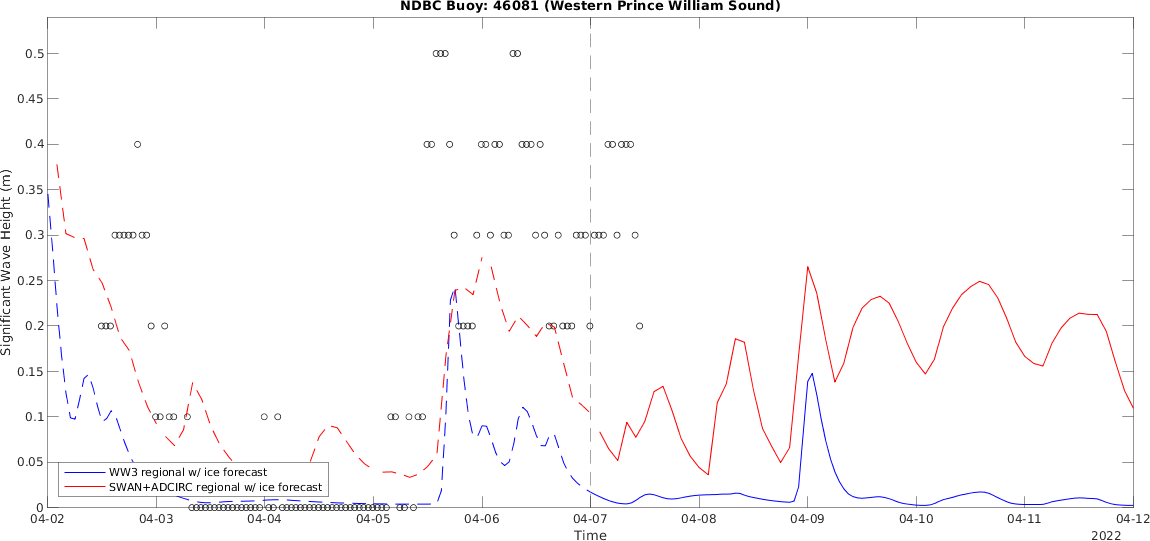 NDBC Buoy: 46081 (Western Prince William Sound)
Significant Wave Height (m)
0.5
0.45
0.4
0.35
0.3
0.25
0.2
0.15
0.1
0.05
0
WW3 regional w/ ice forecast
SWAN+ADCIRC regional w/ ice forecast
04-02 04-03 04-04 04-05 04-06 04-07 04-08 04-09 04-10 04-11 04-12
Time
2022